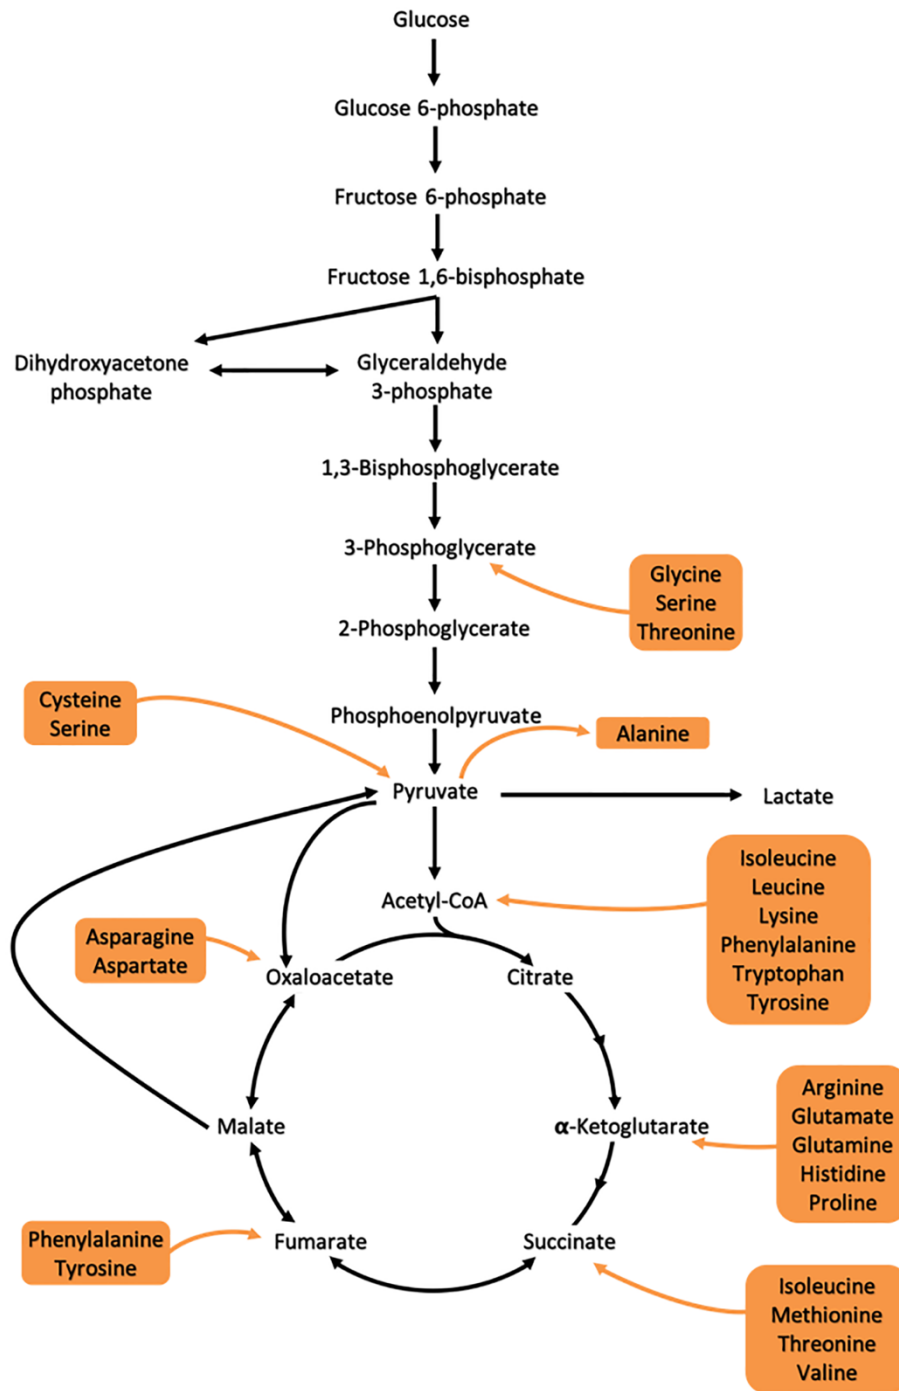 Glucose
Glucose 6-phosphate
Fructose 6-phosphate
Fructose 1,6-bisphosphate
Dihydroxyacetone
phosphate
Glyceraldehyde
3-phosphate
1,3-Bisphosphoglycerate
3-Phosphoglycerate
Glycine
Serine
Threonine
2-Phosphoglycerate
Cysteine
Serine
Phosphoenolpyruvate
Alanine
Pyruvate
Lactate
Isoleucine
Leucine
Lysine
Phenylalanine
Tryptophan
Tyrosine
Acetyl-CoA
Asparagine
Aspartate
Oxaloacetate
Citrate
Malate
α-Ketoglutarate
Arginine
Glutamate
Glutamine
Histidine
Proline
Phenylalanine
Tyrosine
Fumarate
Succinate
Isoleucine
Methionine
Threonine
Valine